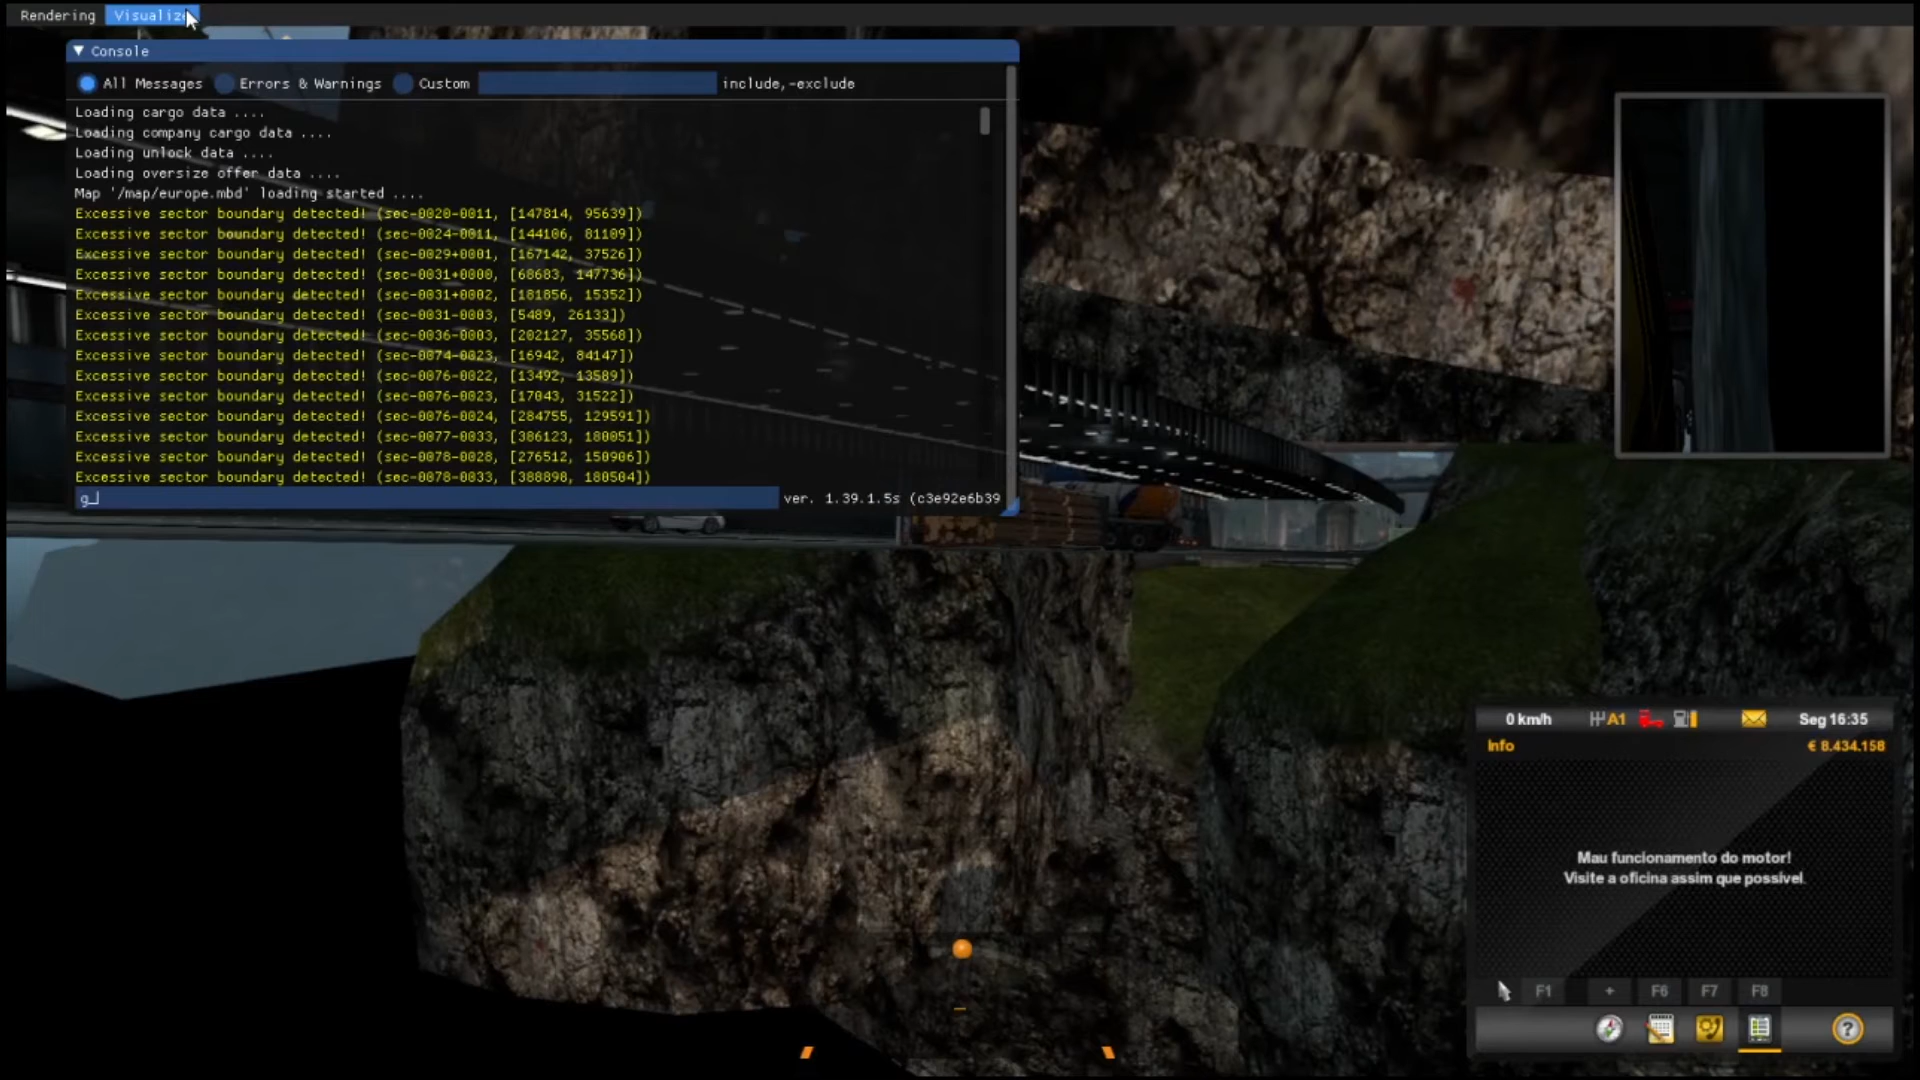 Rendering Visualize
Console
All Messages Errors & Warnings Custom include,-exclude
Loading cargo data ....
Loading company cargo data ....
Loading unlock data ....
Loading oversize offer data ....
Map '/map/europe.mbd' loading started ....
Excessive sector boundary detected! (sec-0020-0011, [147814, 95639])
Excessive sector boundary detected! (sec-0024-0011, [144106, 81109])
Excessive sector boundary detected! (sec-0029+0001, [167142, 37526])
Excessive sector boundary detected! (sec-0031+0000, [68683, 147736])
Excessive sector boundary detected! (sec-0031+0002, [181856, 15352])
Excessive sector boundary detected! (sec-0031-0003, [5489, 26133])
Excessive sector boundary detected! (sec-0036-0003, [202127, 35560])
Excessive sector boundary detected! (sec-0074-0023, [16942, 84147])
Excessive sector boundary detected! (sec-0076-0022, [13492, 13589])
Excessive sector boundary detected! (sec-0076-0023, [17043, 31522])
Excessive sector boundary detected! (sec-0076-0024, [284755, 129591])
Excessive sector boundary detected! (sec-0077-0033, [386123, 180051])
Excessive sector boundary detected! (sec-0078-0028, [276512, 150906])
Excessive sector boundary detected! (sec-0078-0033, [388898, 180504])
g_
ver. 1.39.1.5s (c3e92e6b39
0 km/h A1 Seg 16:35
Info € 8.434.158
Mau funcionamento do motor!
Visite a oficina assim que possível.
F1 + F6 F7 F8
?